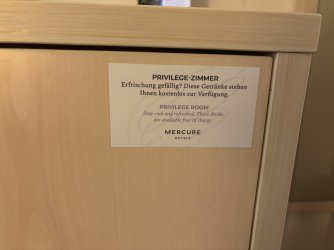 PRIVILEGE-ZIMMER
Erfrischung gefällig? Diese Getränke stehen
Ihnen kostenlos zur Verfügung.
PRIVILEGE ROOM
Stay cool and refreshed. These drinks
are available free of charge.
MERCURE
HOTELS